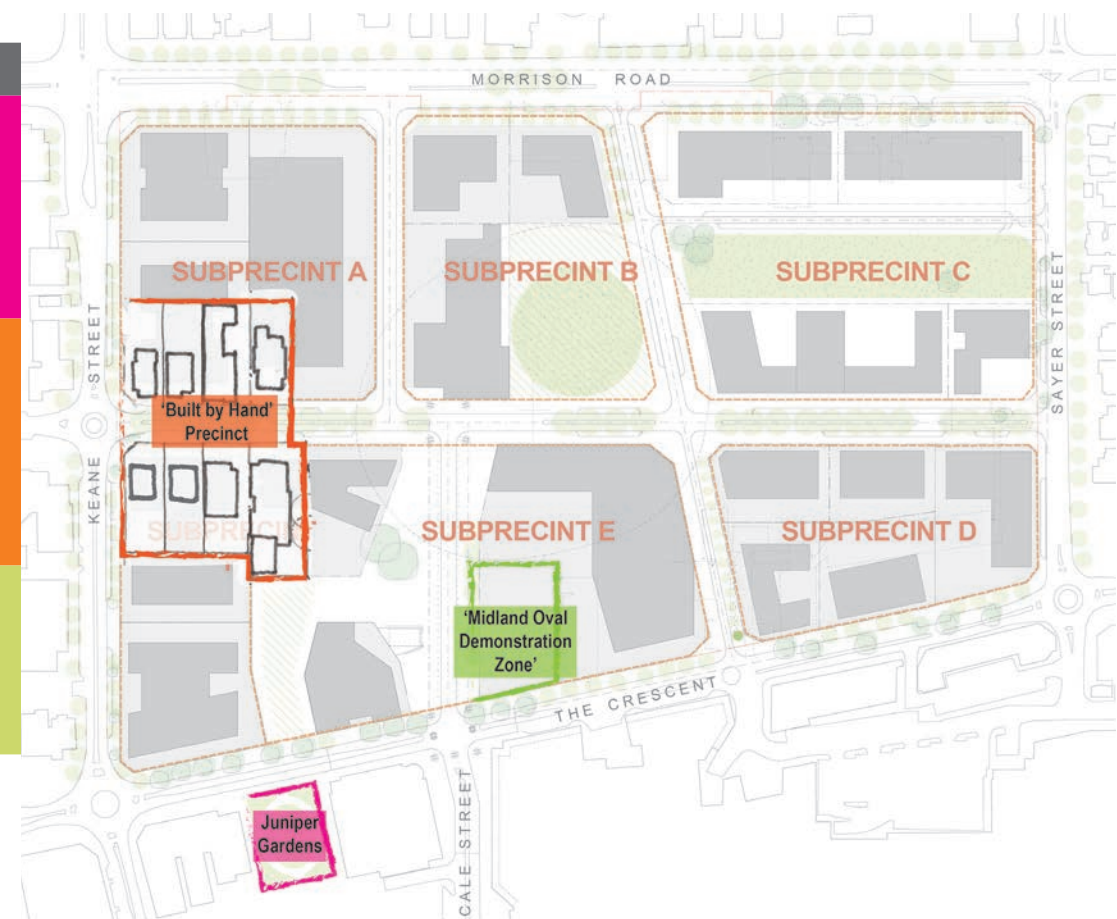 MORRISON ROAD
SUBPRECINT A
SUBPRECINT B
SUBPRECINT C
KEANE STREET
SAYER STREET
'Built by Hand'
Precinct
SUBPRECINT
SUBPRECINT E
SUBPRECINT D
'Midland Oval
Demonstration
Zone'
THE CRESCENT
Juniper
Gardens
CALE STREET